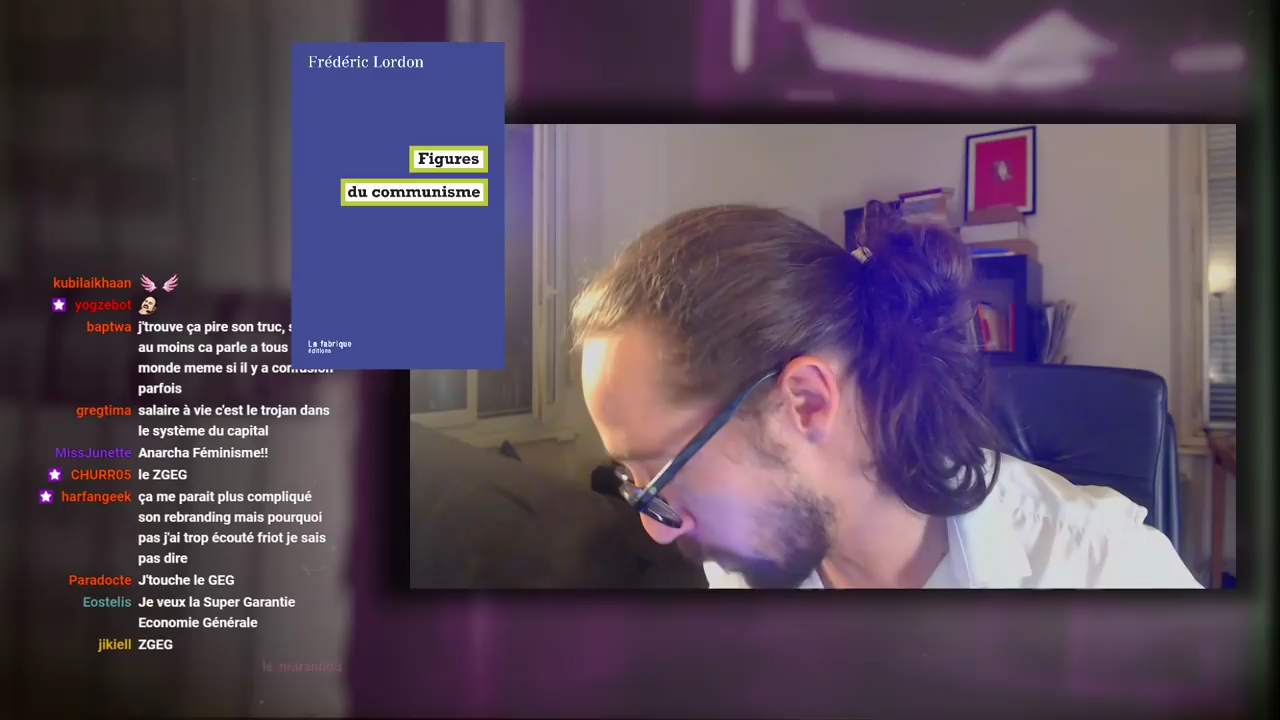 Frédéric Lordon
Figures
du communisme
La fabrique
éditions
kubilaikhaan
yogzebot
baptwa j'trouve ça pire son truc,
au moins ca parle a tous
monde meme si il y a confusion
parfois
gregtima salaire à vie c'est le trojan dans
le système du capital
MissJunette Anarcha Féminisme!!
CHURR05 le ZGEG
harfangeek ça me parait plus compliqué
son rebranding mais pourquoi
pas j'ai trop écouté friot je sais
pas dire
Paradocte J'touche le GEG
Eostelis Je veux la Super Garantie
Economie Générale
jikiell ZGEG